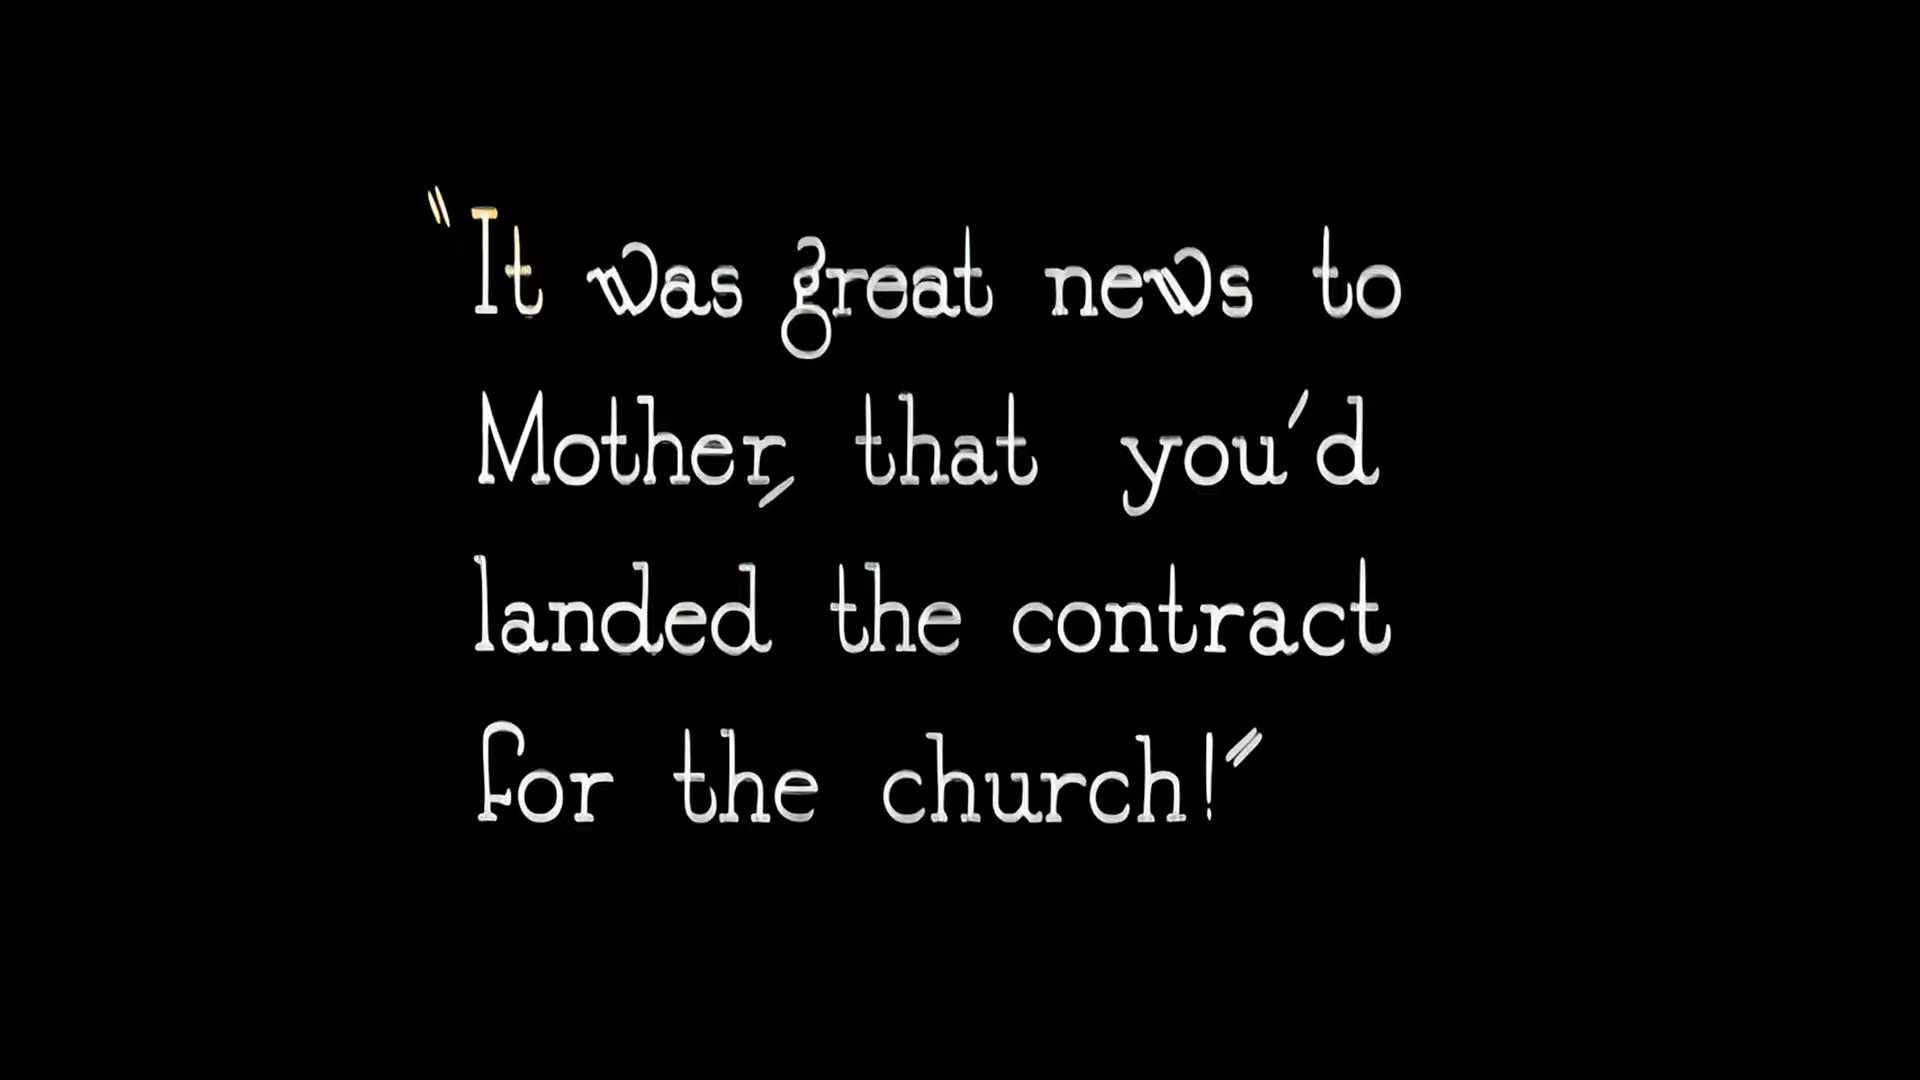 "It was great news to
Mother, that you'd
landed the contract
for the church!"